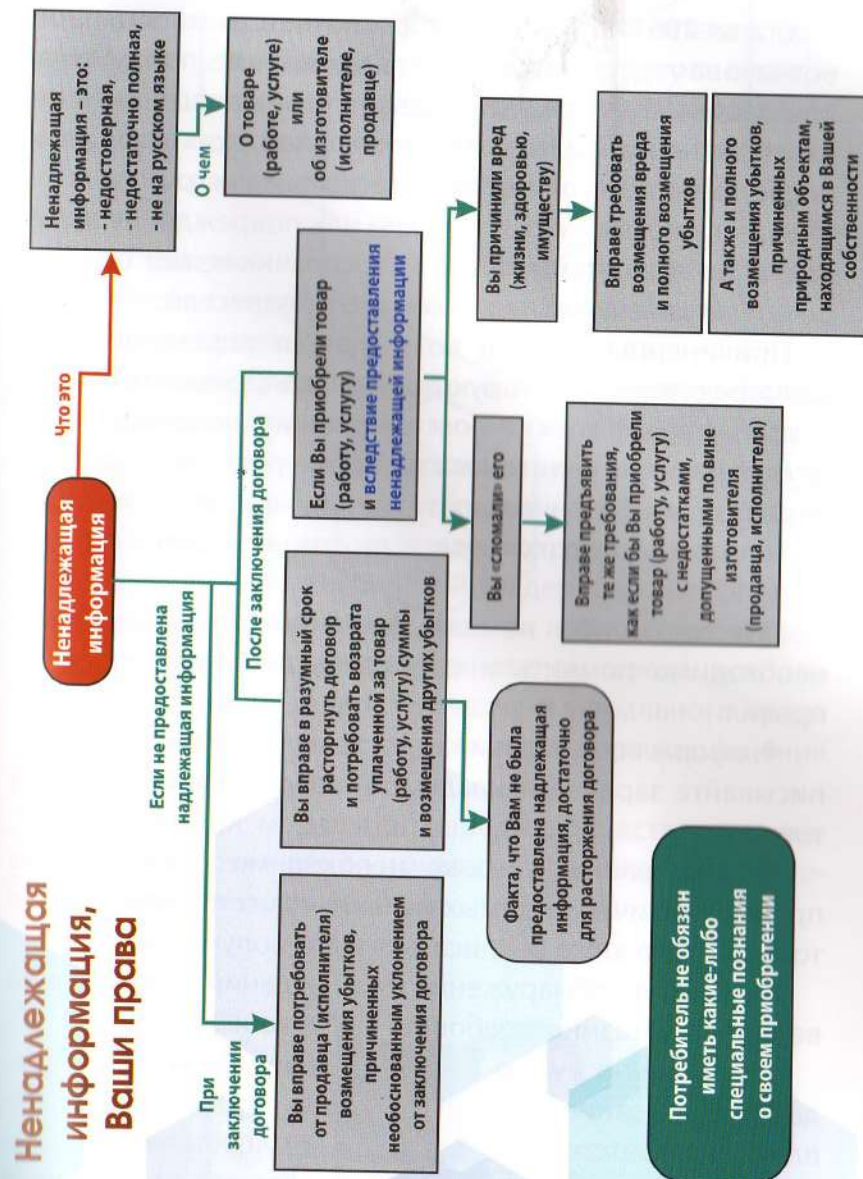 Ненадлежащая
информация,
Ваши права
Ненадлежащая
информация
Что это
Ненадлежащая
информация – это:
- недостоверная,
- недостаточно полная,
- не на русском языке
О чем
О товаре
(работе, услуге)
или
об изготовителе
(исполнителе,
продавце)
Если не предоставлена
надлежащая информация
При
заключении
договора
Вы вправе потребовать
от продавца (исполнителя)
возмещения убытков,
причиненных
необоснованным уклонением
от заключения договора
После заключения договора
Вы вправе в разумный срок
расторгнуть договор
и потребовать возврата
уплаченной за товар
(работу, услугу) суммы
и возмещения других убытков
Факта, что Вам не была
предоставлена надлежащая
информация, достаточно
для расторжения договора
Если Вы приобрели товар
(работу, услугу)
и вследствие предоставления
ненадлежащей информации
Вы «сломали» его
Вправе предъявить
те же требования,
как если бы Вы приобрели
товар (работу, услугу)
с недостатками,
допущенными по вине
изготовителя
(продавца, исполнителя)
Вы причинили вред
(жизни, здоровью,
имуществу)
Вправе требовать
возмещения вреда
и полного возмещения
убытков
А также и полного
возмещения убытков,
причиненных
природным объектам,
находящимся в Вашей
собственности
Потребитель не обязан
иметь какие-либо
специальные познания
о своем приобретении